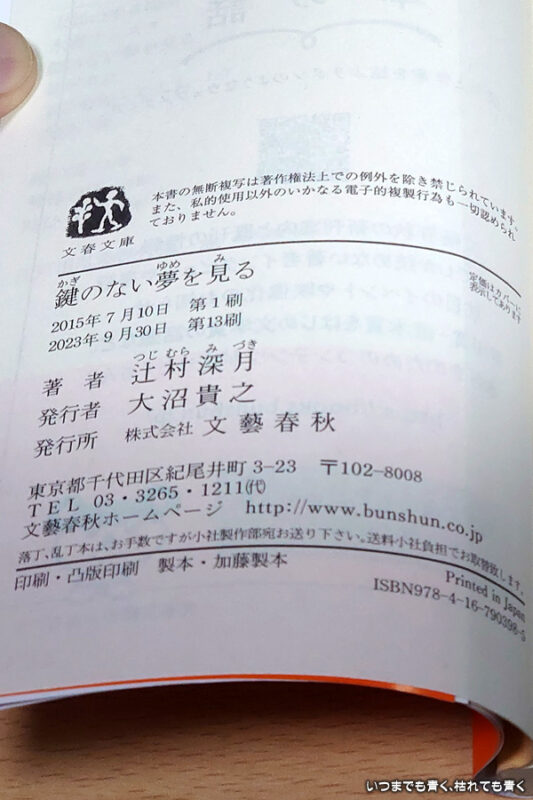 本書の無断複写は著作権法上での例外を除き禁じられています。
また、私的使用以外のいかなる電子的複製行為も一切認められ
ておりません。
文春文庫
鍵のない夢を見る
かぎ ゆめ み
定価はカバーに
表示してあります
2015年7月10日 第1刷
2023年9月30日 第13刷
著者 辻村深月
つじ むら み づき
発行者 大沼貴之
発行所 株式会社 文藝春秋
東京都千代田区紀尾井町3-23 〒102-8008
TEL 03・3265・1211㈹
文藝春秋ホームページ http://www.bunshun.co.jp
落丁、乱丁本は、お手数ですが小社製作部宛お送り下さい。送料小社負担でお取替致します。
印刷・凸版印刷 製本・加藤製本
Printed in Japan
ISBN978-4-16-790398-5
いつまでも青く、枯れても青く